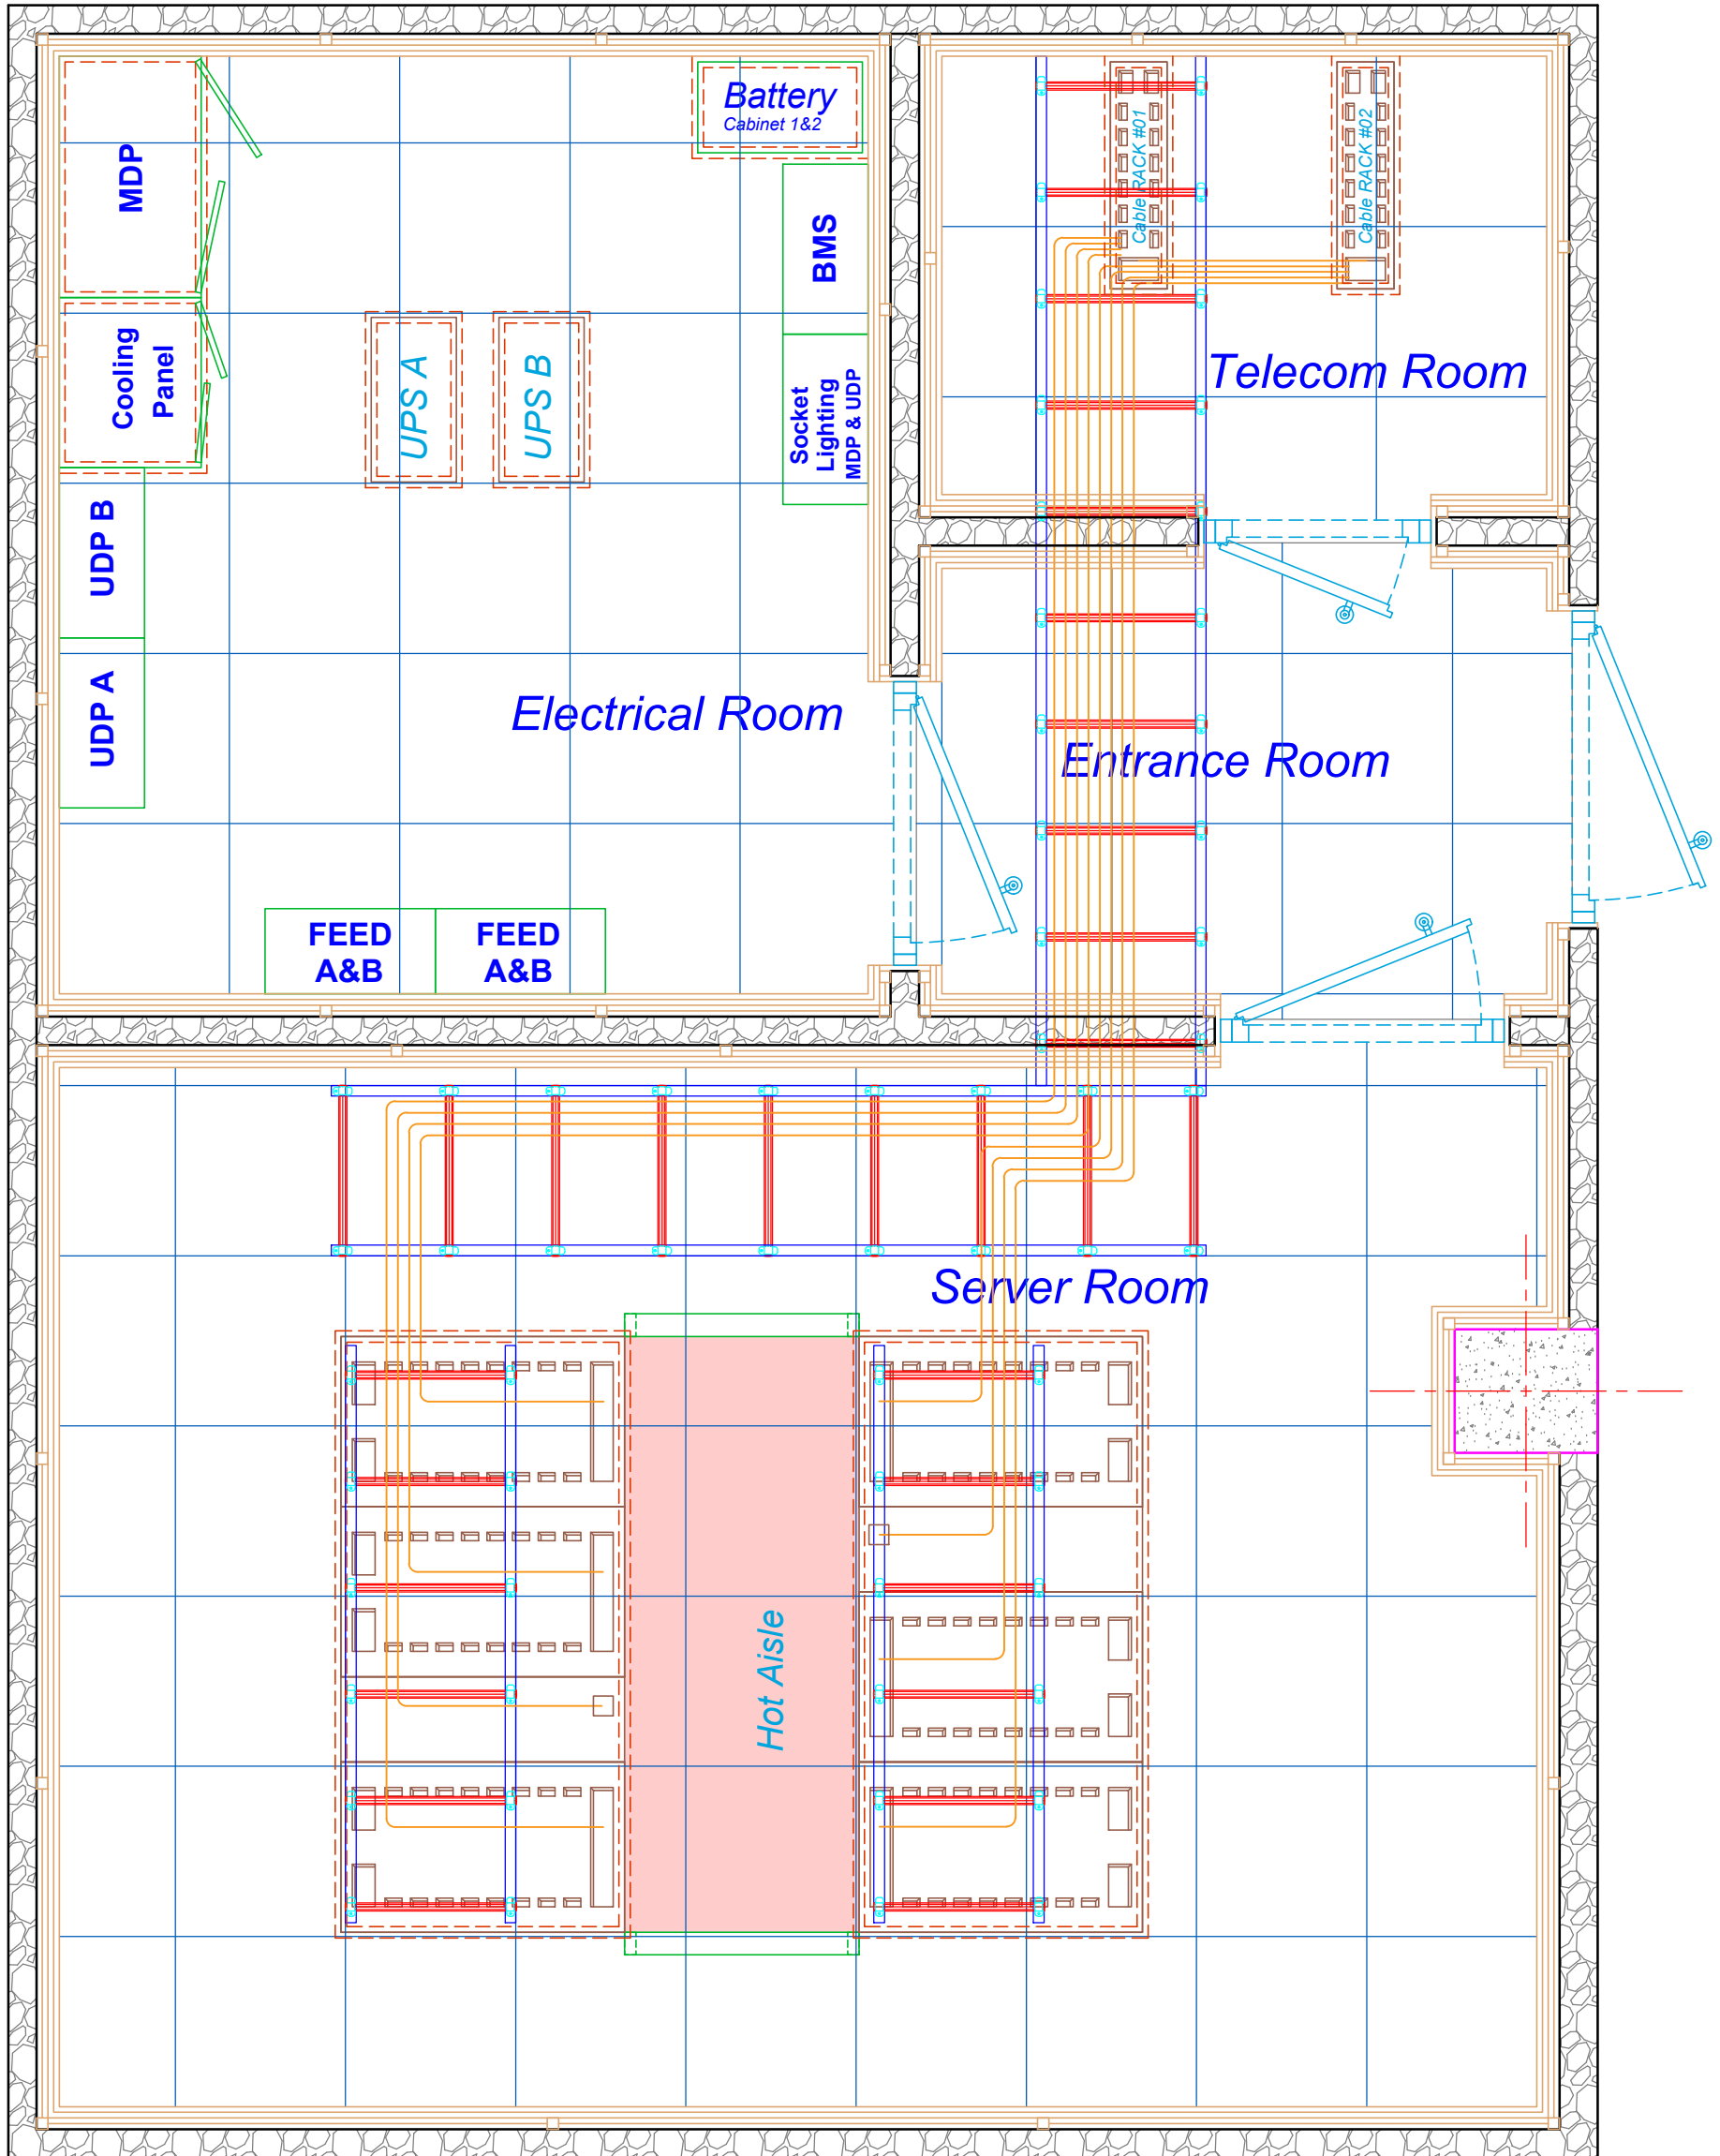 Battery
Cabinet 1&2
MDP
BMS
Cable RACK #01
Cable RACK #02
Cooling
Panel
UPS A
UPS B
Socket
Lighting
MDP & UDP
Telecom Room
UDP B
UDP A
Electrical Room
Entrance Room
FEED
A&B
FEED
A&B
Server Room
Hot Aisle